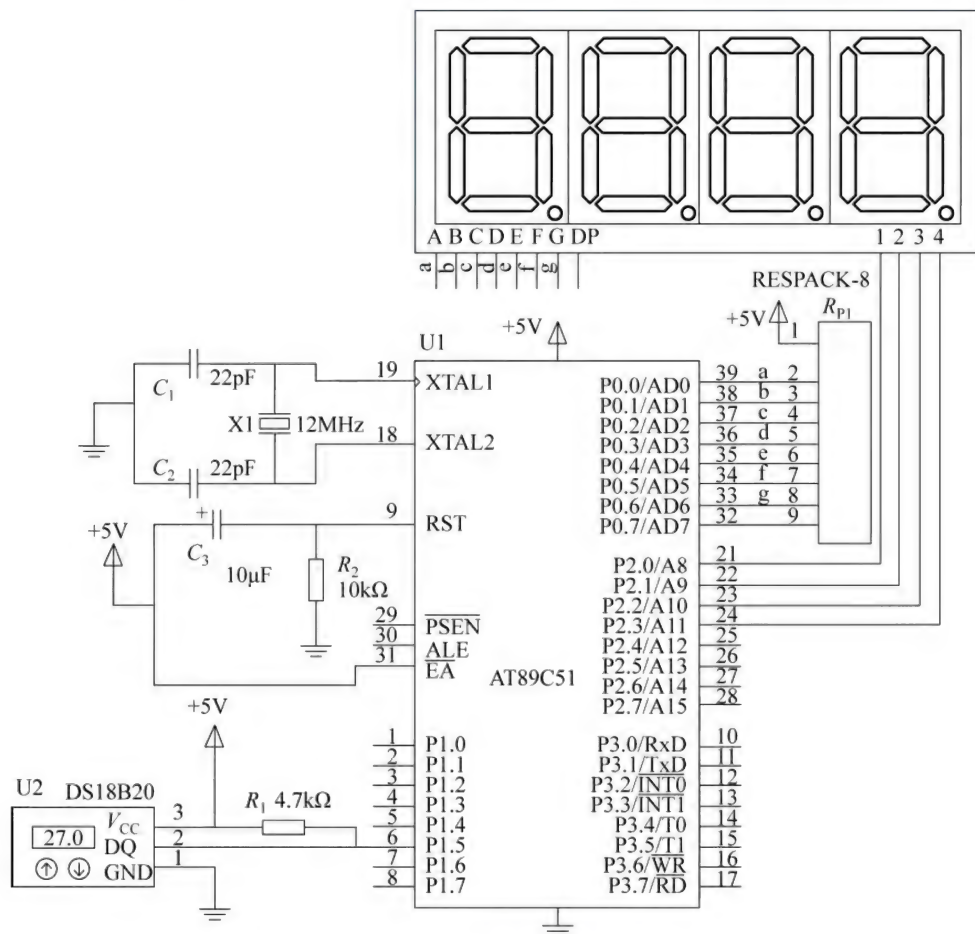 A B C D E F G DP 1 2 3 4
a b c d e f g
RESPACK-8
+5V 1 R_P1
+5V
U1
C₁ 22pF
19 XTAL1
X1 12MHz
18 XTAL2
C₂ 22pF
+5V
+
9 RST
C₃
10μF
R₂
10kΩ
29 PSEN
30 ALE
31 EA
AT89C51
P0.0/AD0 39 a 2
P0.1/AD1 38 b 3
P0.2/AD2 37 c 4
P0.3/AD3 36 d 5
P0.4/AD4 35 e 6
P0.5/AD5 34 f 7
P0.6/AD6 33 g 8
P0.7/AD7 32 9
P2.0/A8 21
P2.1/A9 22
P2.2/A10 23
P2.3/A11 24
P2.4/A12 25
P2.5/A13 26
P2.6/A14 27
P2.7/A15 28
+5V
1 P1.0
2 P1.1
3 P1.2
4 P1.3
5 P1.4
6 P1.5
7 P1.6
8 P1.7
P3.0/RxD 10
P3.1/TxD 11
P3.2/INT0 12
P3.3/INT1 13
P3.4/T0 14
P3.5/T1 15
P3.6/WR 16
P3.7/RD 17
U2 DS18B20
R₁ 4.7kΩ
V_CC 3
27.0 DQ 2
GND 1